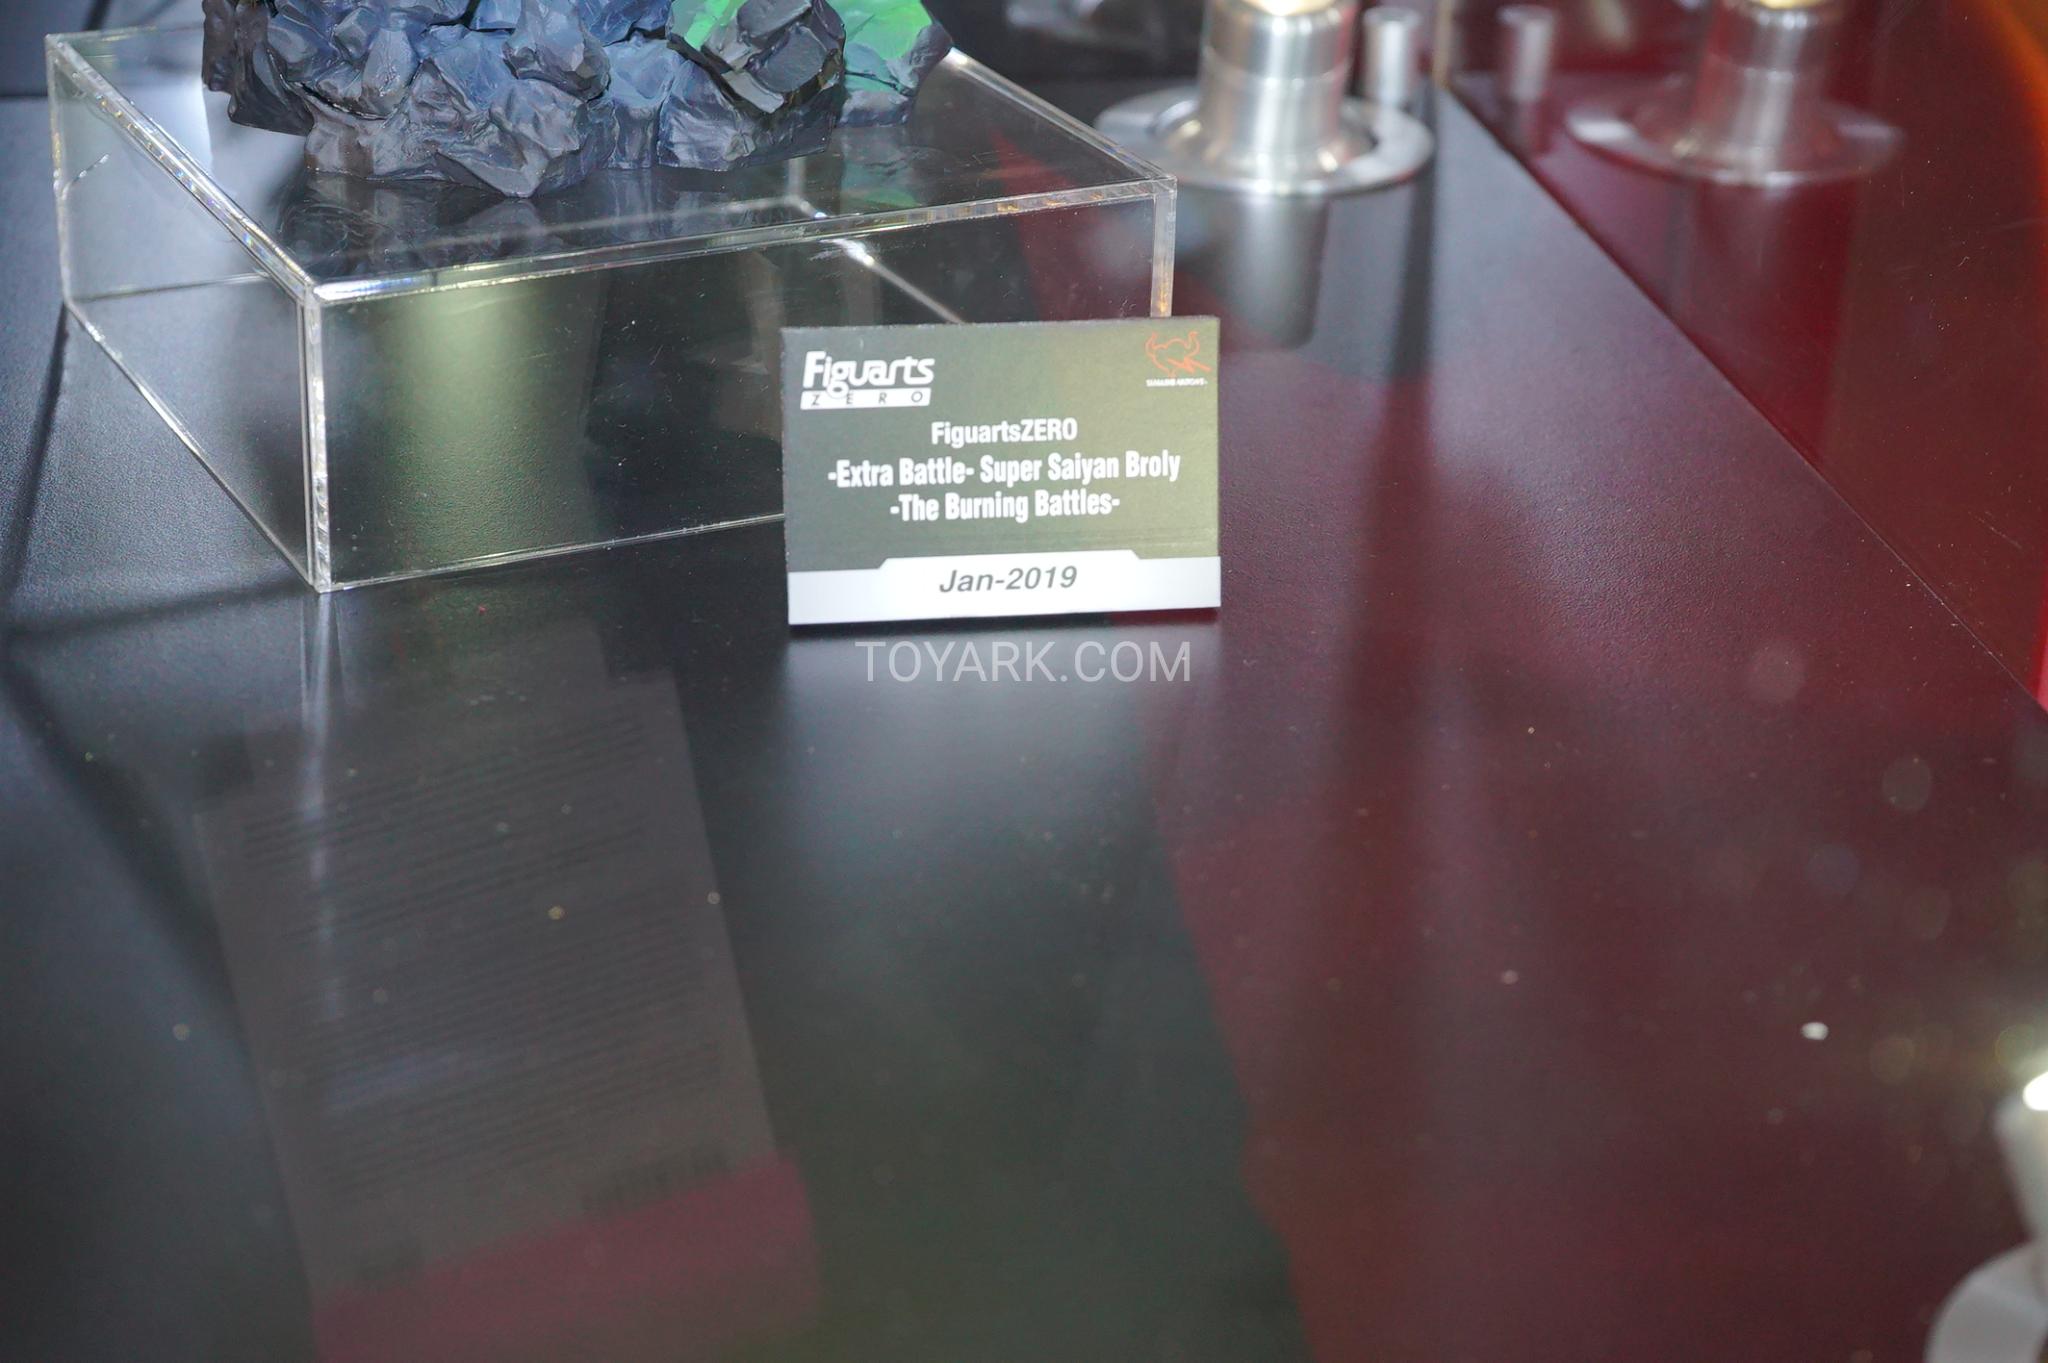 Figuarts
ZERO
FiguartsZERO
-Extra Battle- Super Saiyan Broly
-The Burning Battles-
Jan-2019
TOYARK.COM